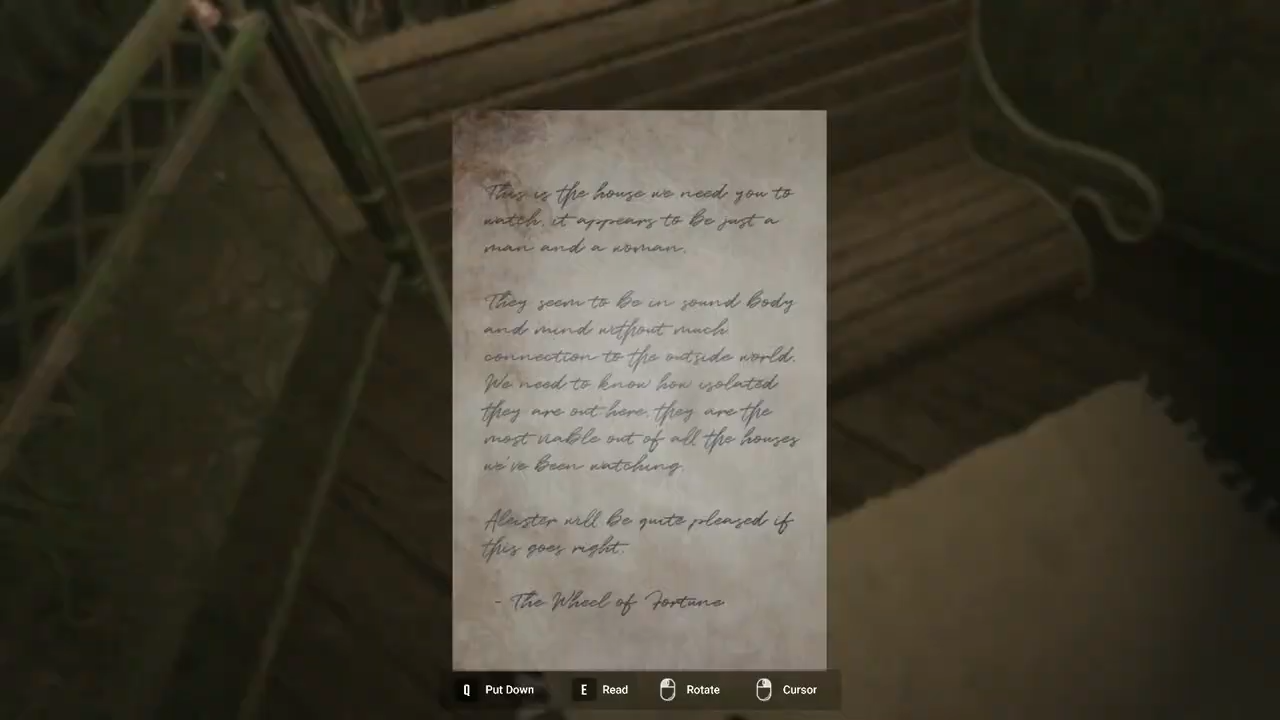 This is the house we need you to
watch, it appears to be just a
man and a woman.
They seem to be in sound body
and mind without much
connection to the outside world.
We need to know how isolated
they are out here, they are the
most viable out of all the houses
we've been watching.
Aleister will be quite pleased if
this goes right.
- The Wheel of Fortune
Q Put Down E Read Rotate Cursor